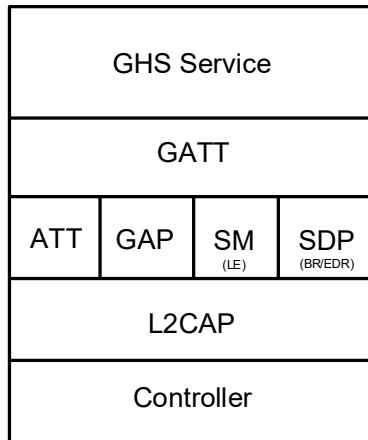 GHS Service
GATT
ATT GAP SM SDP
(LE) (BR/EDR)
L2CAP
Controller